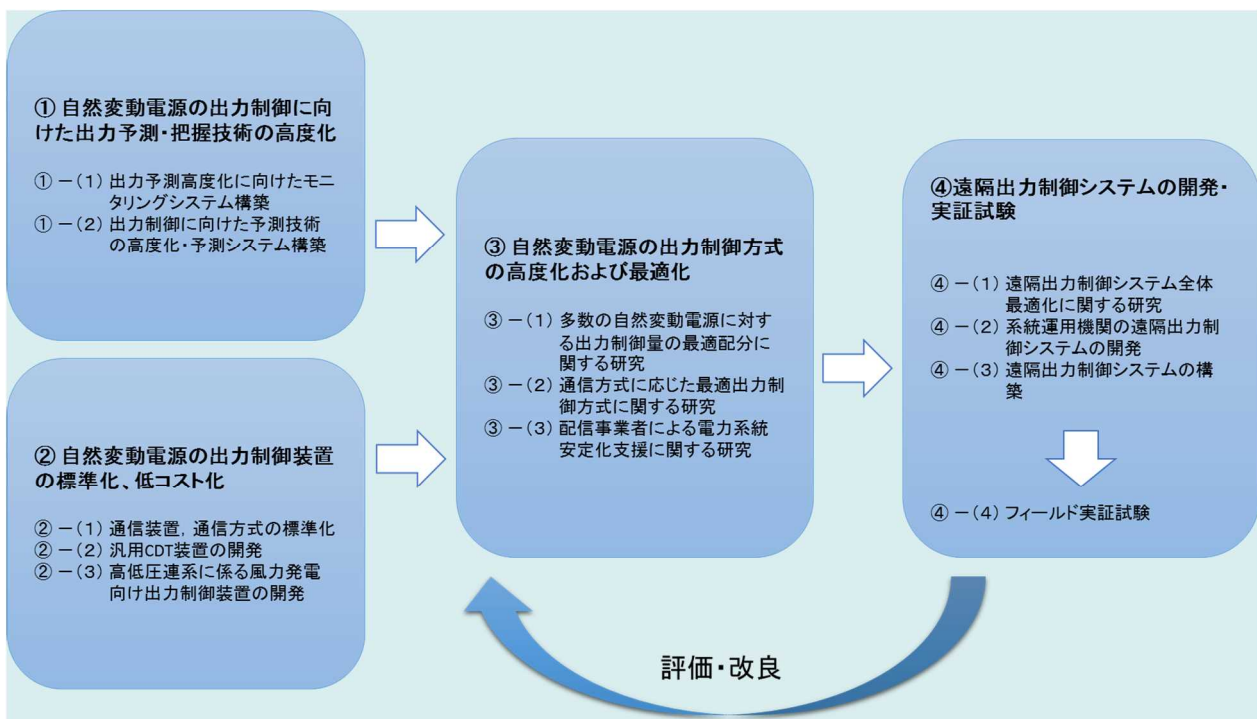 ① 自然変動電源の出力制御に向
けた出力予測・把握技術の高度化
①－(1) 出力予測高度化に向けたモニ
タリングシステム構築
①－(2) 出力制御に向けた予測技術
の高度化・予測システム構築
② 自然変動電源の出力制御装置
の標準化、低コスト化
②－(1) 通信装置，通信方式の標準化
②－(2) 汎用CDT装置の開発
②－(3) 高低圧連系に係る風力発電
向け出力制御装置の開発
③ 自然変動電源の出力制御方式
の高度化および最適化
③－(1) 多数の自然変動電源に対す
る出力制御量の最適配分に
関する研究
③－(2) 通信方式に応じた最適出力制
御方式に関する研究
③－(3) 配信事業者による電力系統
安定化支援に関する研究
④遠隔出力制御システムの開発・
実証試験
④－(1) 遠隔出力制御システム全体
最適化に関する研究
④－(2) 系統運用機関の遠隔出力制
御システムの開発
④－(3) 遠隔出力制御システムの構
築
④－(4) フィールド実証試験
評価・改良